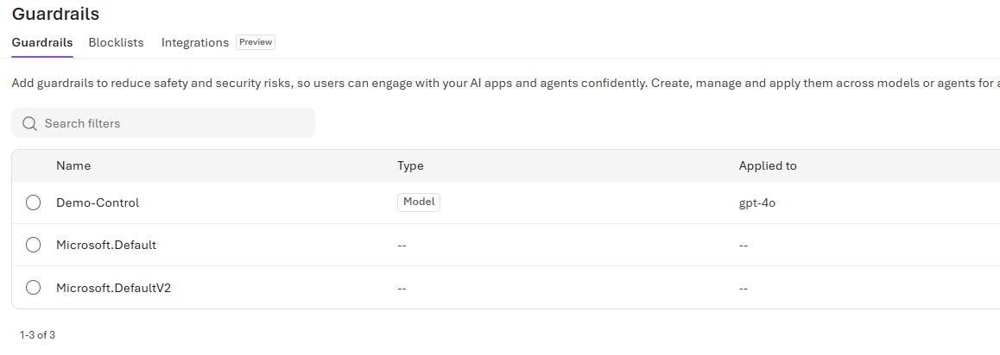 Guardrails
Guardrails Blocklists Integrations Preview
Add guardrails to reduce safety and security risks, so users can engage with your AI apps and agents confidently. Create, manage and apply them across models or agents for a
Search filters
Name Type Applied to
Demo-Control Model gpt-4o
Microsoft.Default -- --
Microsoft.DefaultV2 -- --
1-3 of 3